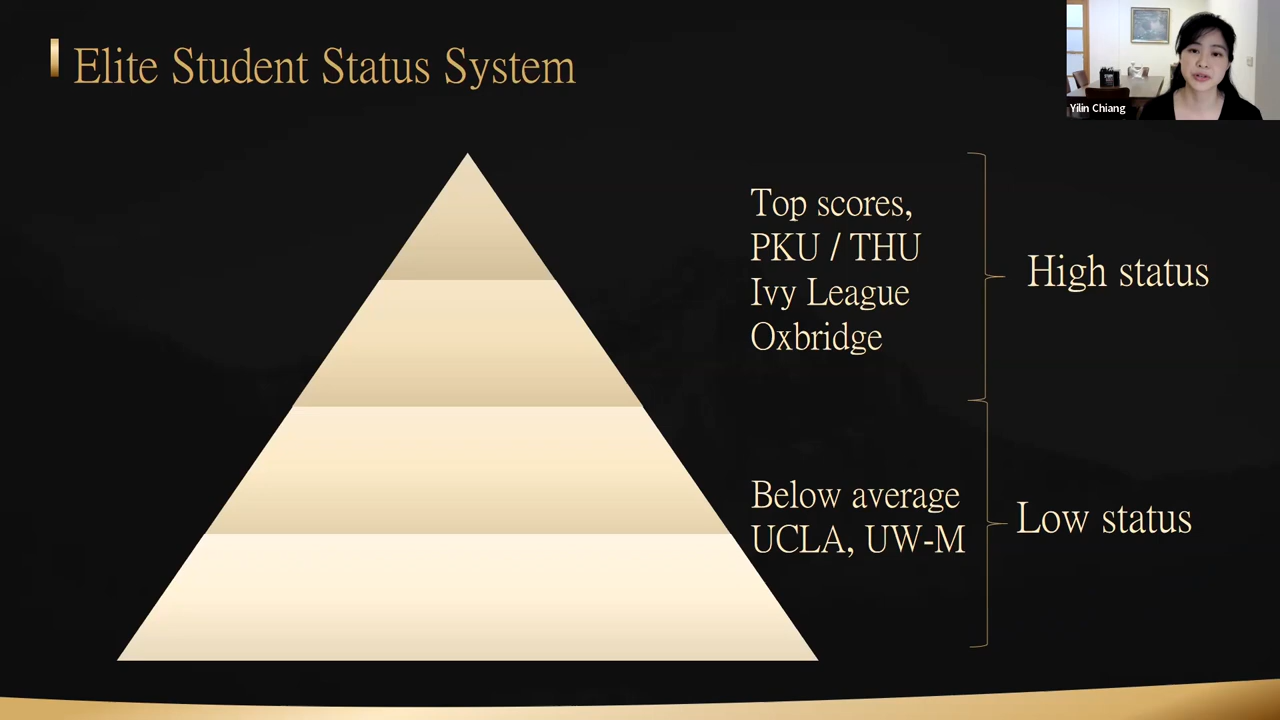 Elite Student Status System
Yilin Chiang
Top scores,
PKU / THU
Ivy League
Oxbridge
High status
Below average
UCLA, UW-M
Low status